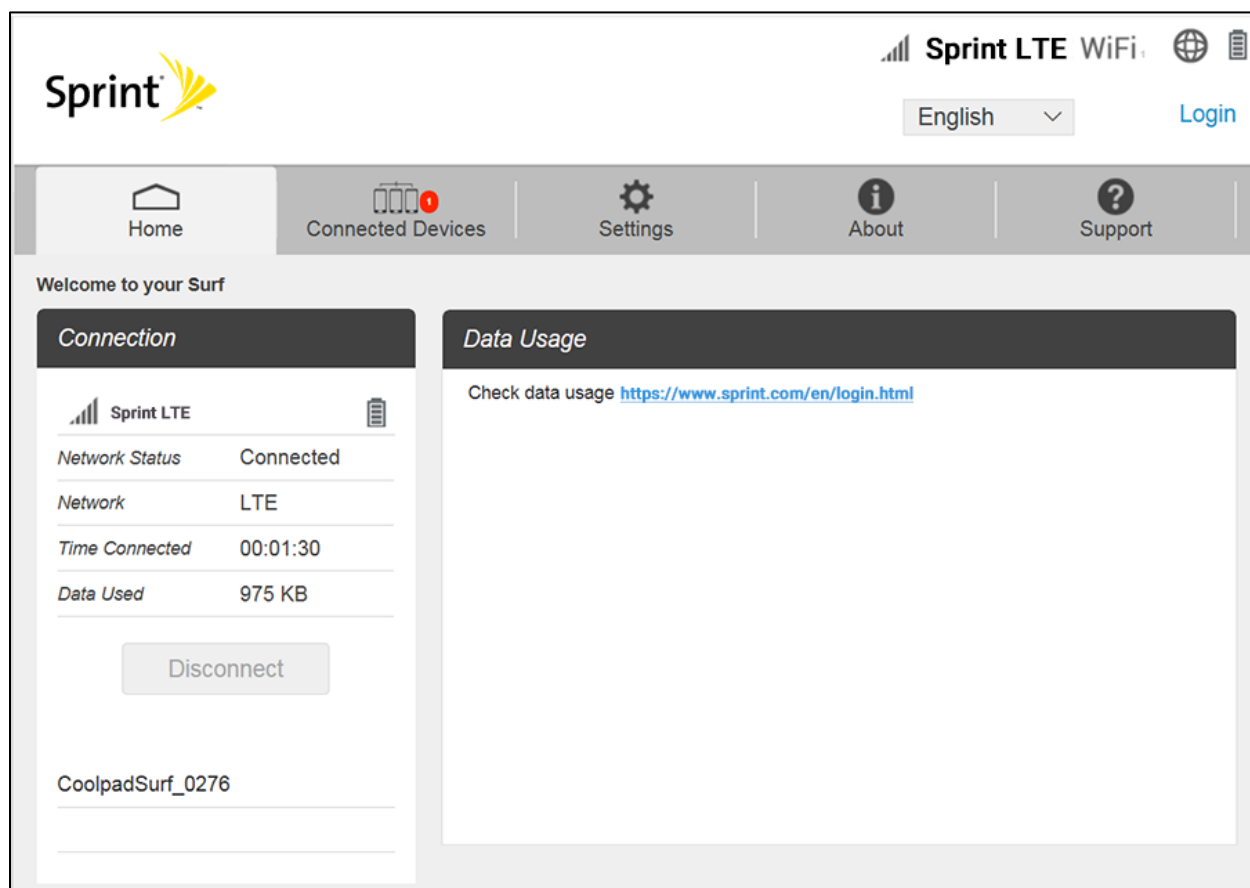 Sprint LTE WiFi 1
Sprint
English
Login
Home
Connected Devices
1
Settings
About
Support
Welcome to your Surf
Connection
Sprint LTE
Network Status Connected
Network LTE
Time Connected 00:01:30
Data Used 975 KB
Disconnect
CoolpadSurf_0276
Data Usage
Check data usage https://www.sprint.com/en/login.html